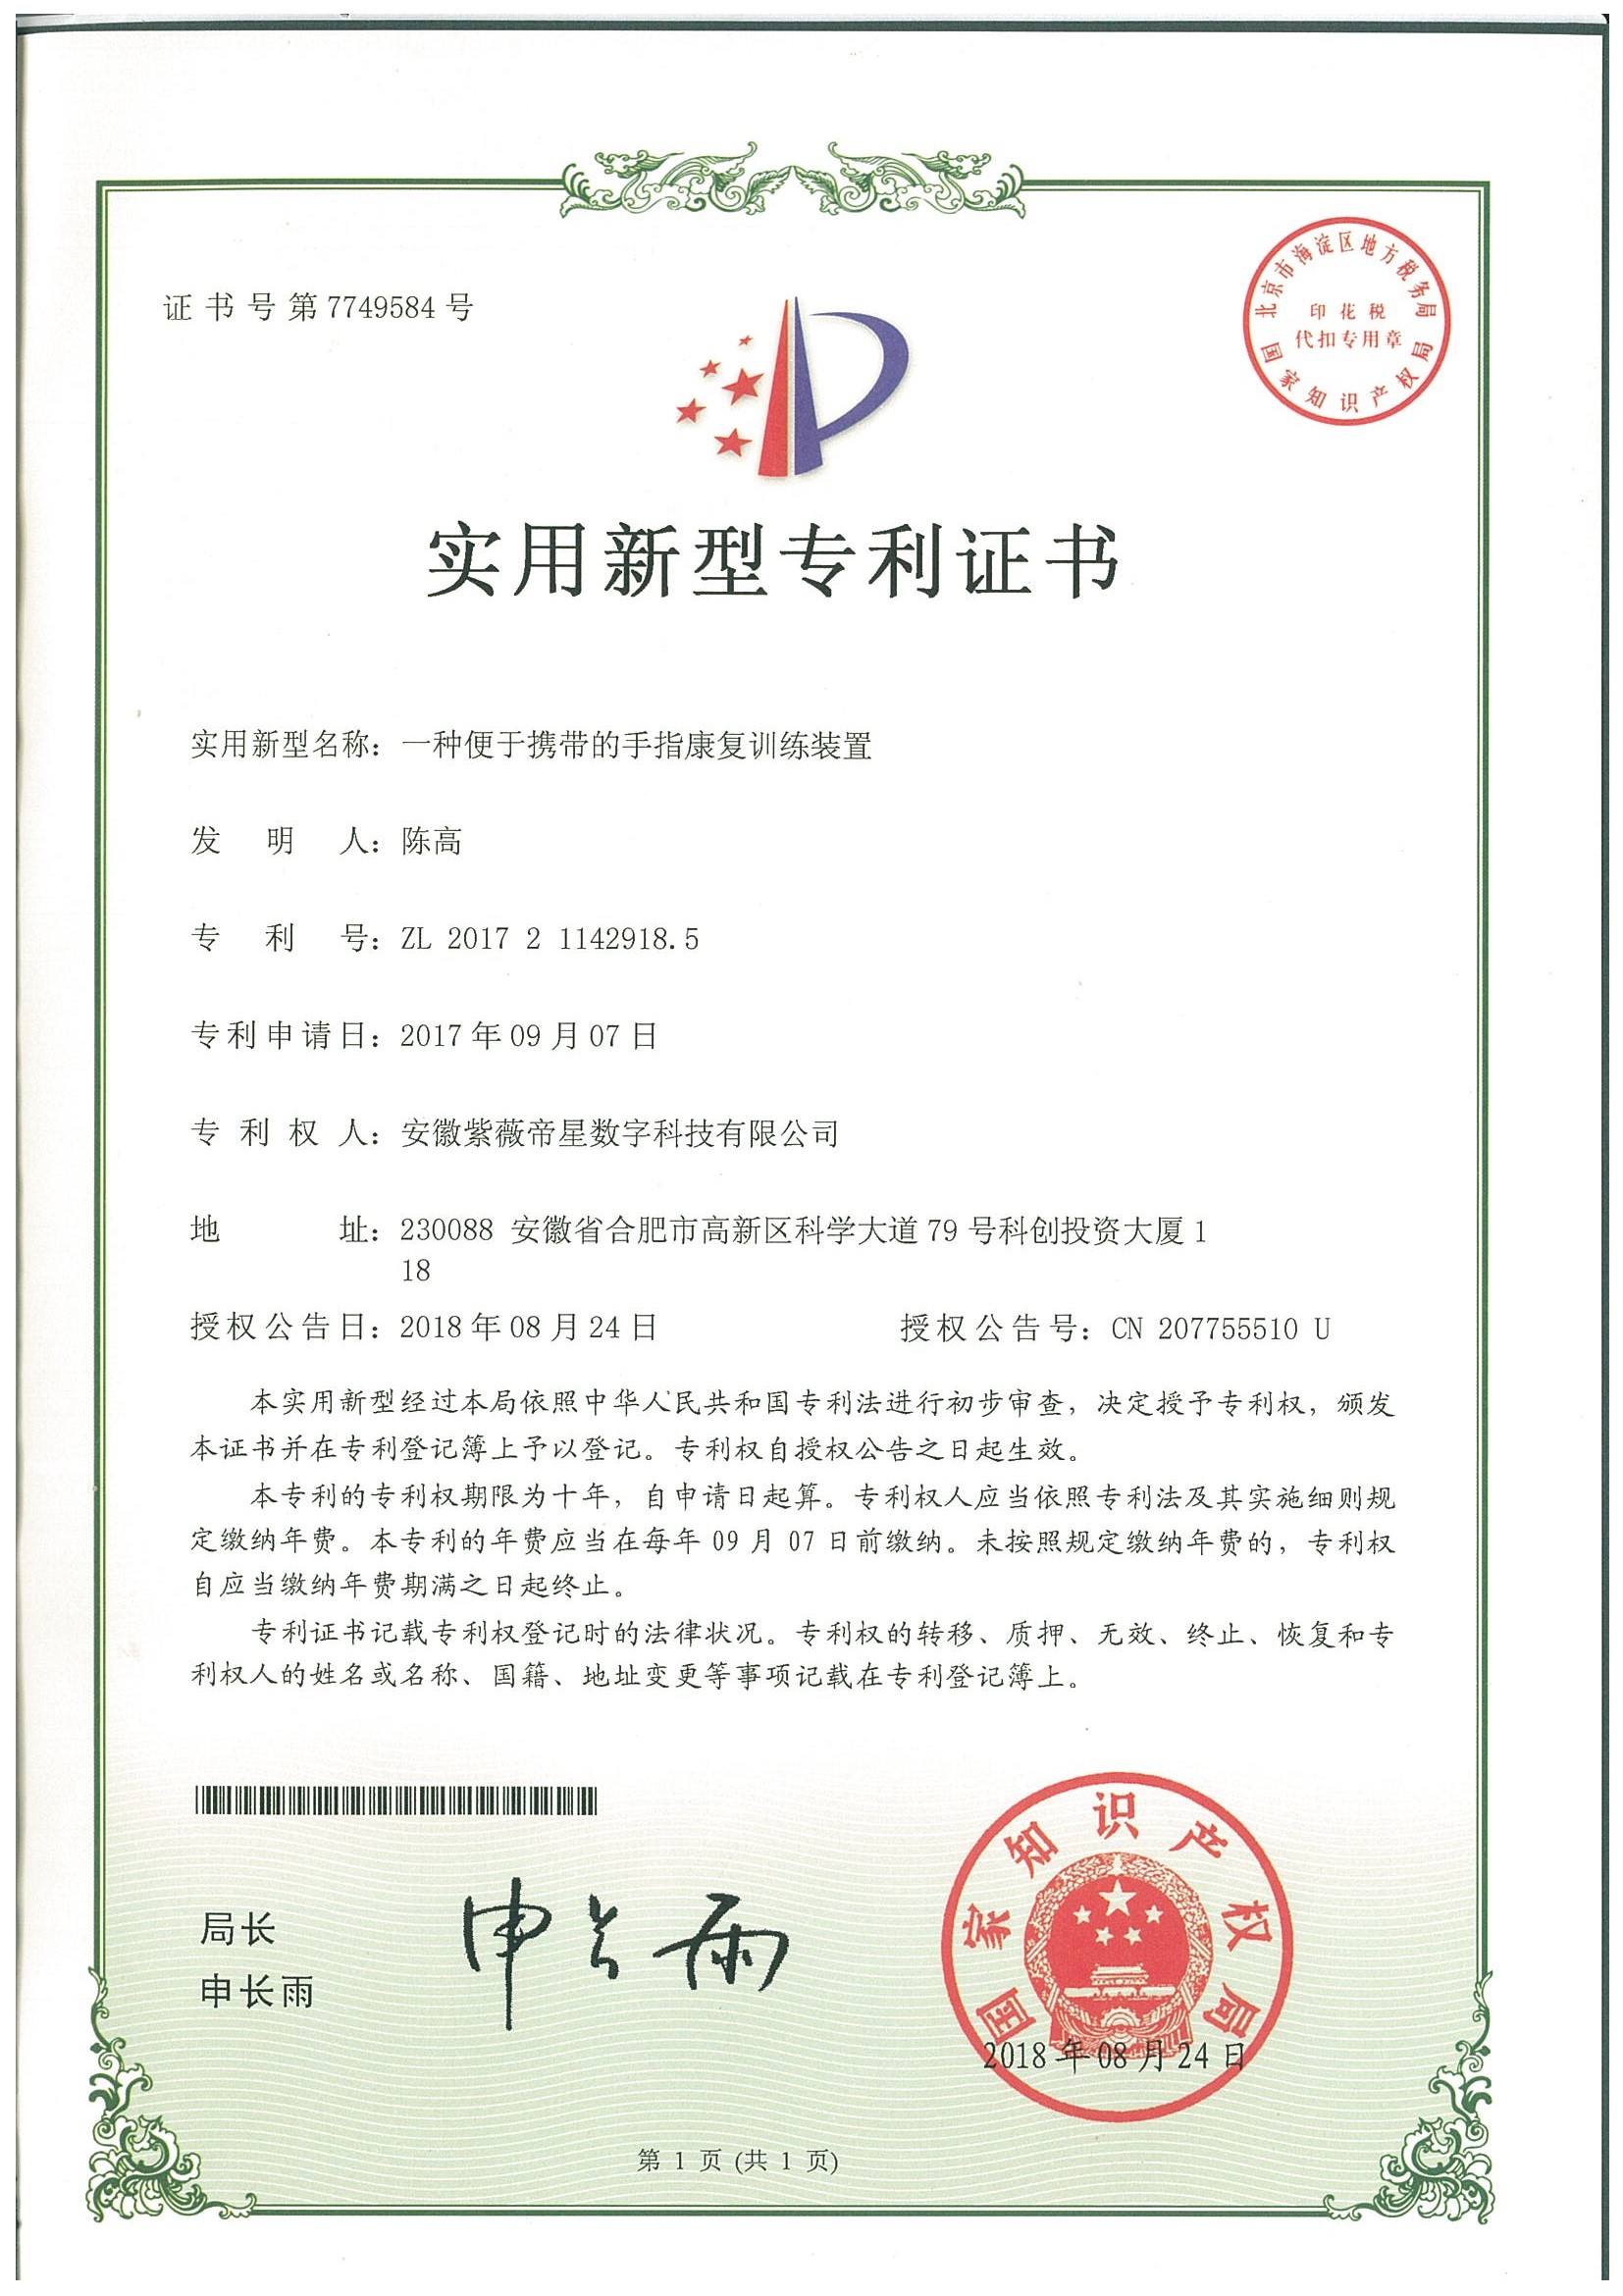 证书号第7749584号
北京市海淀区地方税务局
印花税
代扣专用章
国家知识产权局
实用新型专利证书
实用新型名称：一种便于携带的手指康复训练装置
发明人：陈高
专利号：ZL 2017 2 1142918.5
专利申请日：2017年09月07日
专利权人：安徽紫薇帝星数字科技有限公司
地址：230088 安徽省合肥市高新区科学大道79号科创投资大厦1
18
授权公告日：2018年08月24日 授权公告号：CN 207755510 U
本实用新型经过本局依照中华人民共和国专利法进行初步审查，决定授予专利权，颁发
本证书并在专利登记簿上予以登记。专利权自授权公告之日起生效。
本专利的专利权期限为十年，自申请日起算。专利权人应当依照专利法及其实施细则规
定缴纳年费。本专利的年费应当在每年09月07日前缴纳。未按照规定缴纳年费的，专利权
自应当缴纳年费期满之日起终止。
专利证书记载专利权登记时的法律状况。专利权的转移、质押、无效、终止、恢复和专
利权人的姓名或名称、国籍、地址变更等事项记载在专利登记簿上。
局长
申长雨
申长雨
国家知识产权局
2018年08月24日
第 1 页 (共 1 页)